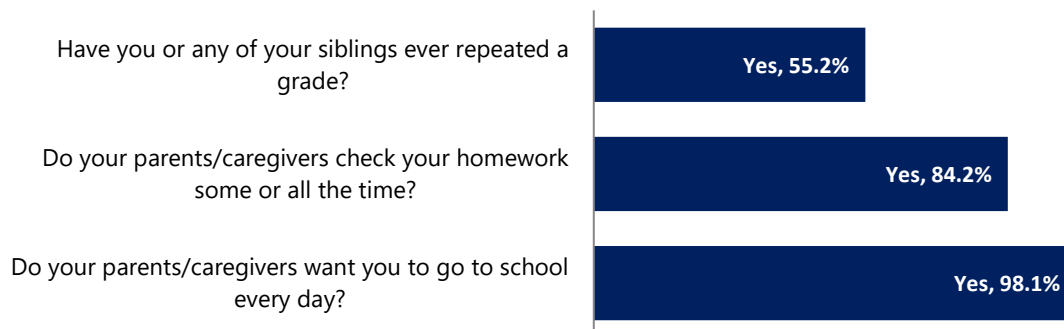 Have you or any of your siblings ever repeated a
grade?
Yes, 55.2%
Do your parents/caregivers check your homework
some or all the time?
Yes, 84.2%
Do your parents/caregivers want you to go to school
every day?
Yes, 98.1%